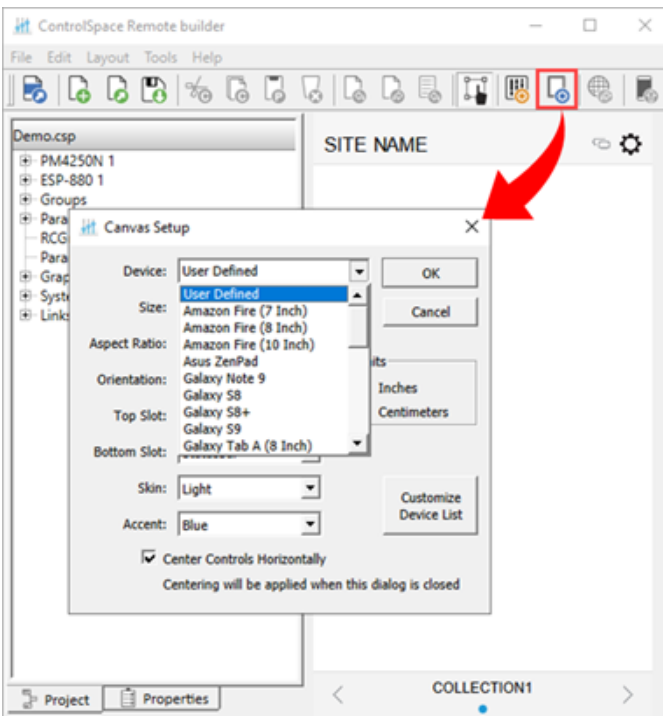 ControlSpace Remote builder
File Edit Layout Tools Help
Demo.csp
PM4250N 1
ESP-880 1
Groups
Para
RCG
Para
Grap
Syste
Links
SITE NAME
Canvas Setup
Device: User Defined
OK
User Defined
Amazon Fire (7 Inch)
Amazon Fire (8 Inch)
Amazon Fire (10 Inch)
Asus ZenPad
Galaxy Note 9
Galaxy S8
Galaxy S8+
Galaxy S9
Galaxy Tab A (8 Inch)
Size:
Cancel
Aspect Ratio:
Orientation:
Inches
Top Slot:
Centimeters
Bottom Slot:
Skin: Light
Accent: Blue
Customize
Device List
Center Controls Horizontally
Centering will be applied when this dialog is closed
Project Properties
COLLECTION1